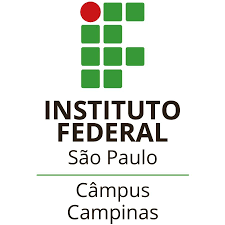 INSTITUTO
FEDERAL
São Paulo
Câmpus
Campinas